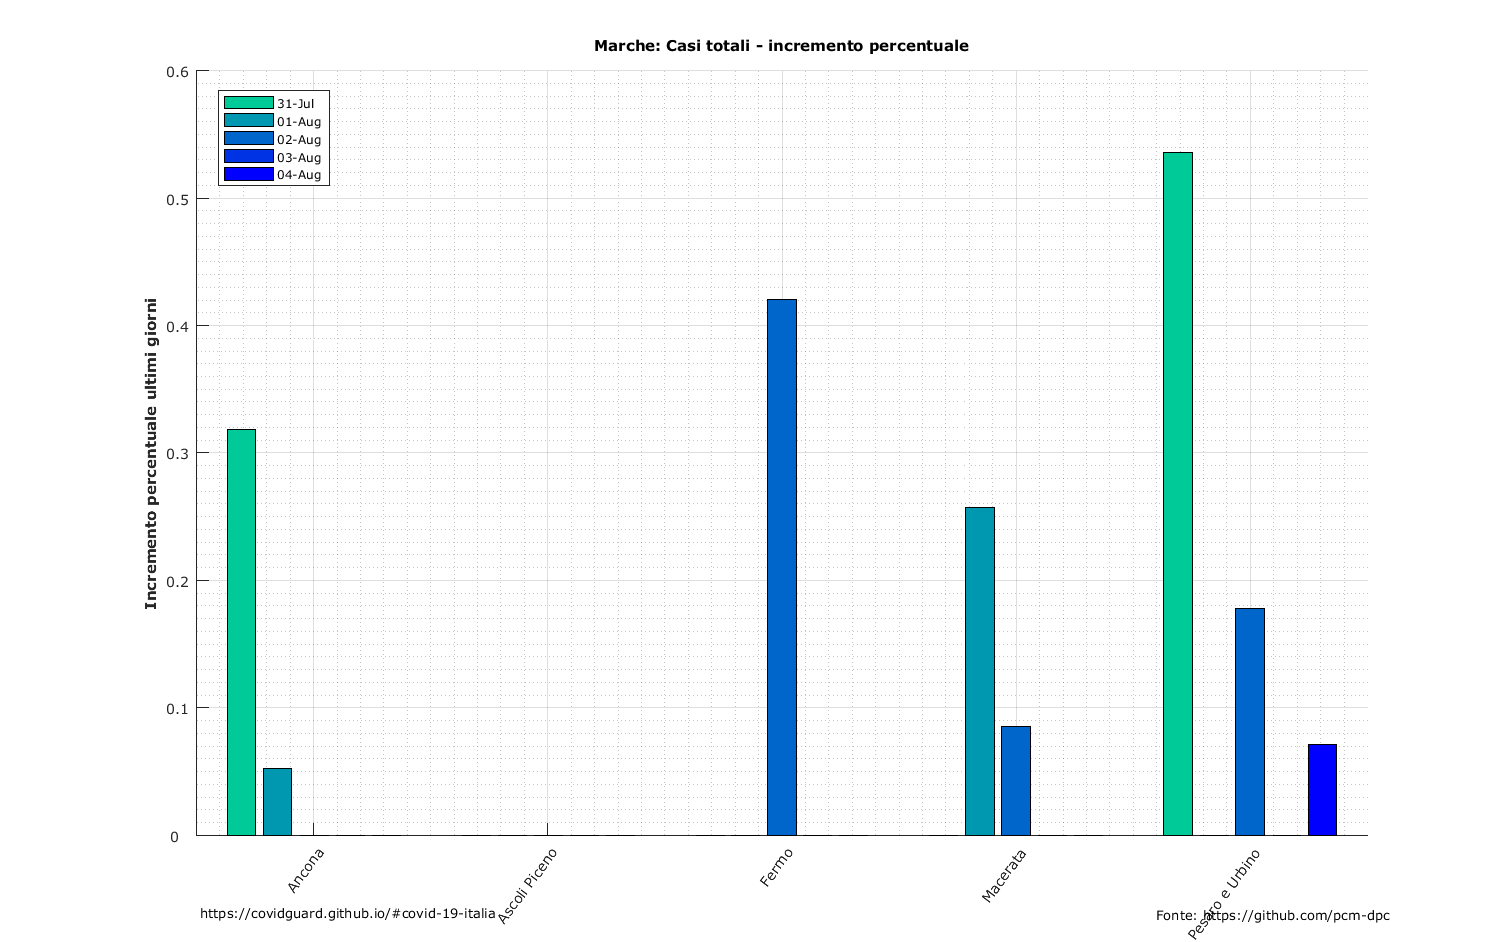 Marche: Casi totali - incremento percentuale
0.6
0.5
0.4
0.3
0.2
0.1
0
Incremento percentuale ultimi giorni
31-Jul
01-Aug
02-Aug
03-Aug
04-Aug
Ancona
Ascoli Piceno
Fermo
Macerata
Pesaro e Urbino
https://covidguard.github.io/#covid-19-italia
Fonte: https://github.com/pcm-dpc